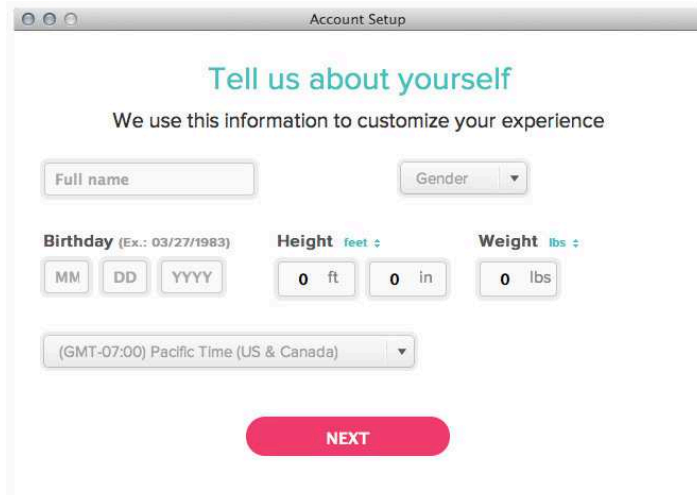 Account Setup
Tell us about yourself
We use this information to customize your experience
Full name
Gender
Birthday (Ex.: 03/27/1983) Height feet Weight lbs
MM DD YYYY 0 ft 0 in 0 lbs
(GMT-07:00) Pacific Time (US & Canada)
NEXT